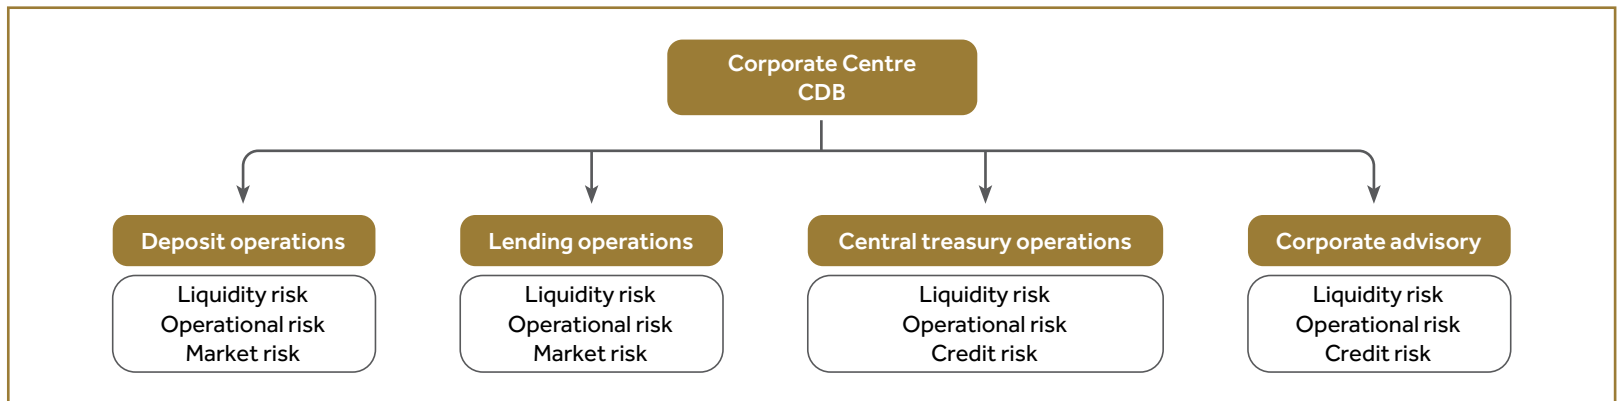 Corporate Centre
CDB
Deposit operations
Liquidity risk
Operational risk
Market risk
Lending operations
Liquidity risk
Operational risk
Market risk
Central treasury operations
Liquidity risk
Operational risk
Credit risk
Corporate advisory
Liquidity risk
Operational risk
Credit risk